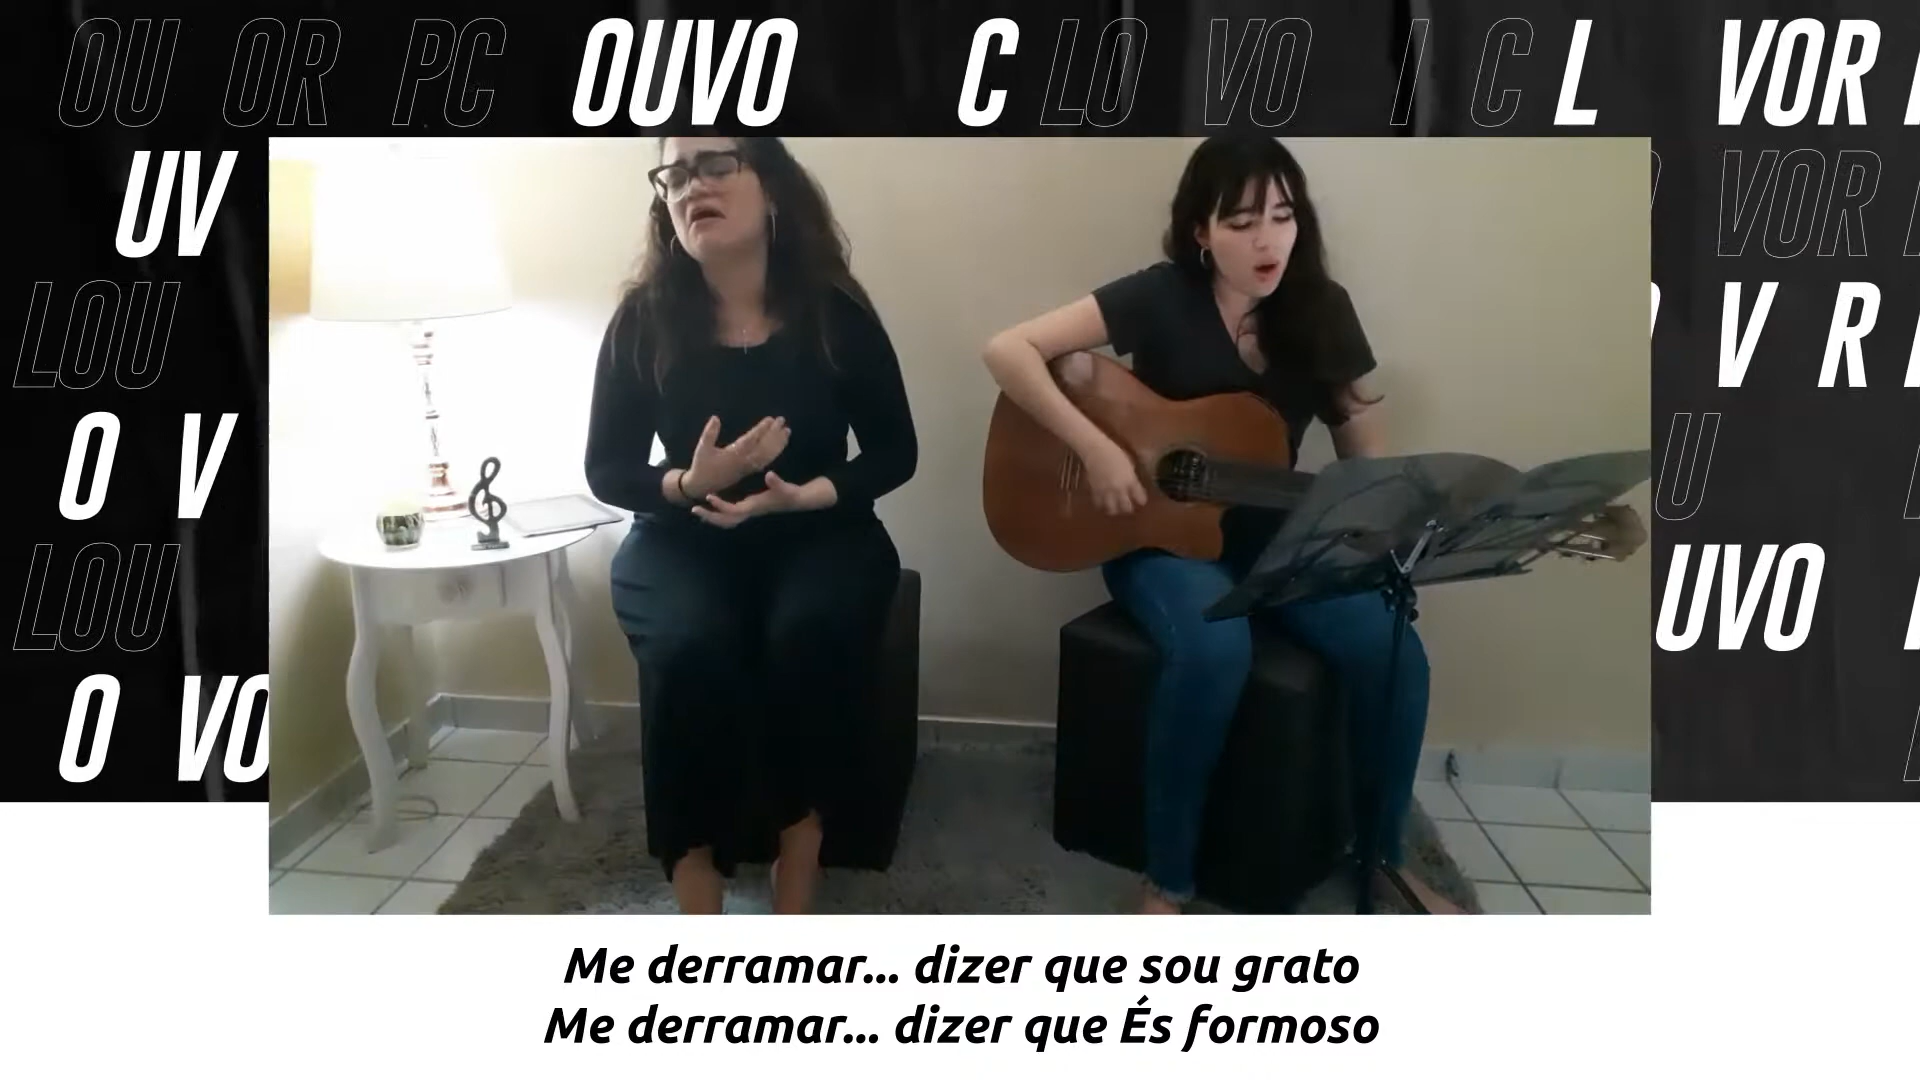 OU OR PC OUVO C LO VO I C L VOR
UV VOR
LOU V R
O V U
LOU UVO
O VO
Me derramar... dizer que sou grato
Me derramar... dizer que És formoso